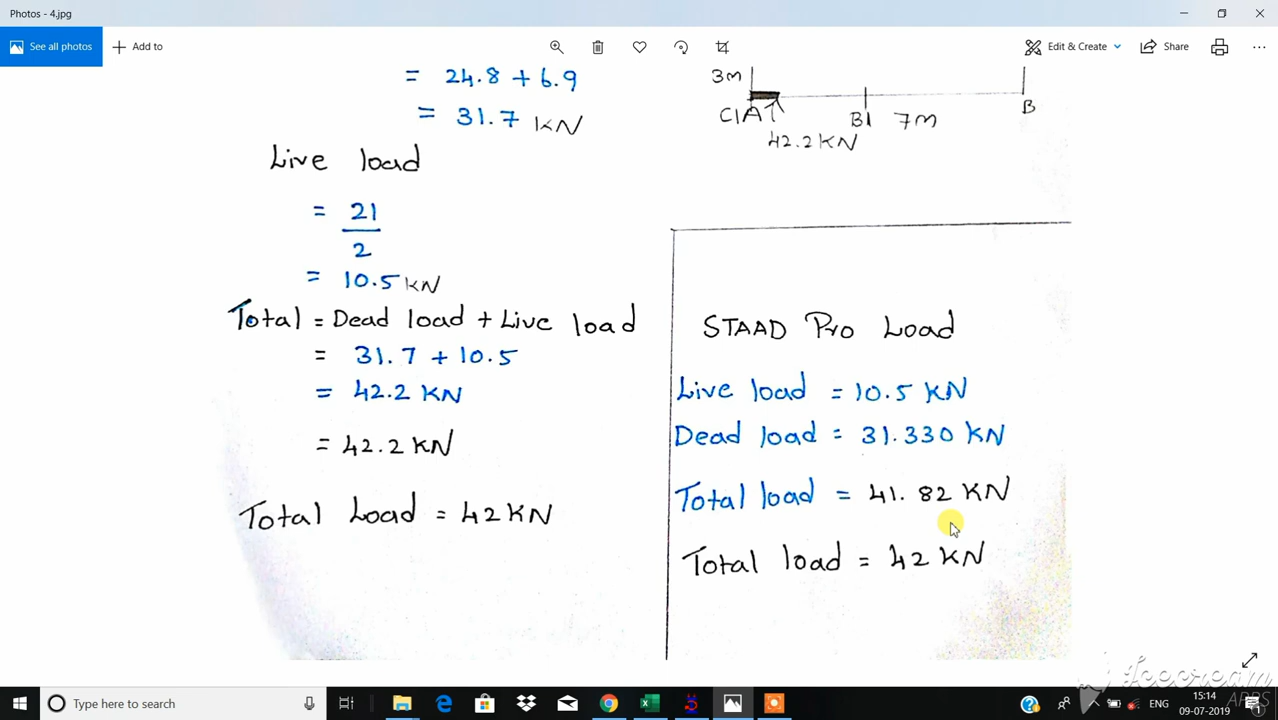 Photos - 4.jpg
See all photos
Add to
Edit & Create
Share
= 24.8 + 6.9
= 31.7 KN
Live load
= 21
2
= 10.5 KN
Total = Dead load + Live load
= 31.7 + 10.5
= 42.2 KN
= 42.2 KN
Total Load = 42 KN
3m
C1A1
B1
7m
B
42.2 KN
STAAD Pro Load
Live load = 10.5 KN
Dead load = 31.330 KN
Total load = 41.82 KN
Total load = 42 KN
Icecream
APPS
Type here to search
ENG
15:14
09-07-2019